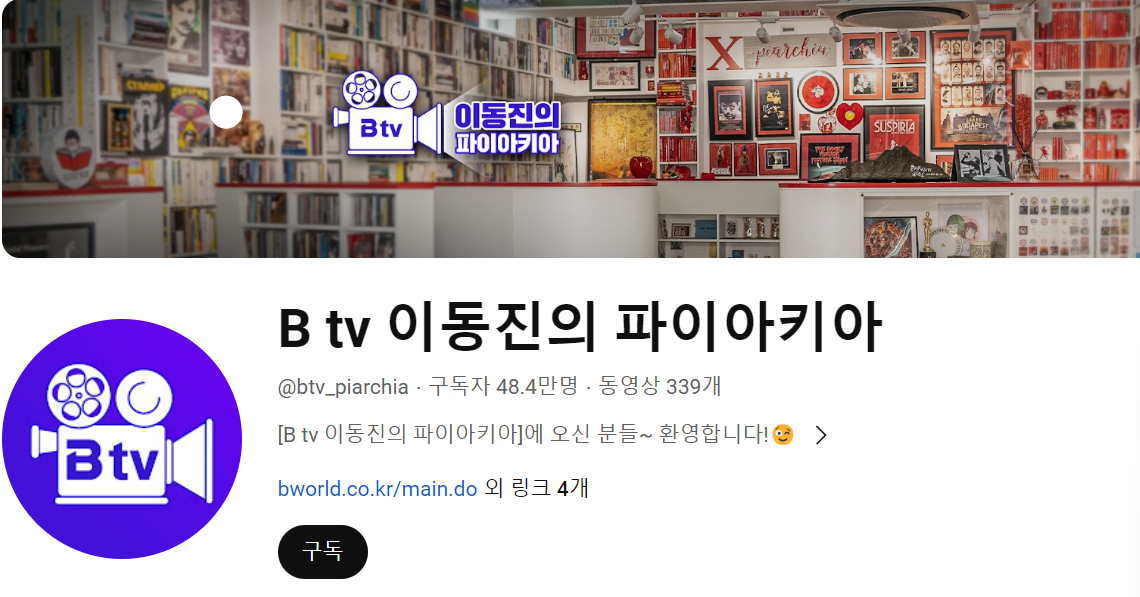 X
piarchia
B tv
이동진의
파이아키아
SUSPIRIA
B tv 이동진의 파이아키아
@btv_piarchia · 구독자 48.4만명 · 동영상 339개
[B tv 이동진의 파이아키아]에 오신 분들~ 환영합니다!😉
bworld.co.kr/main.do 외 링크 4개
B tv
구독